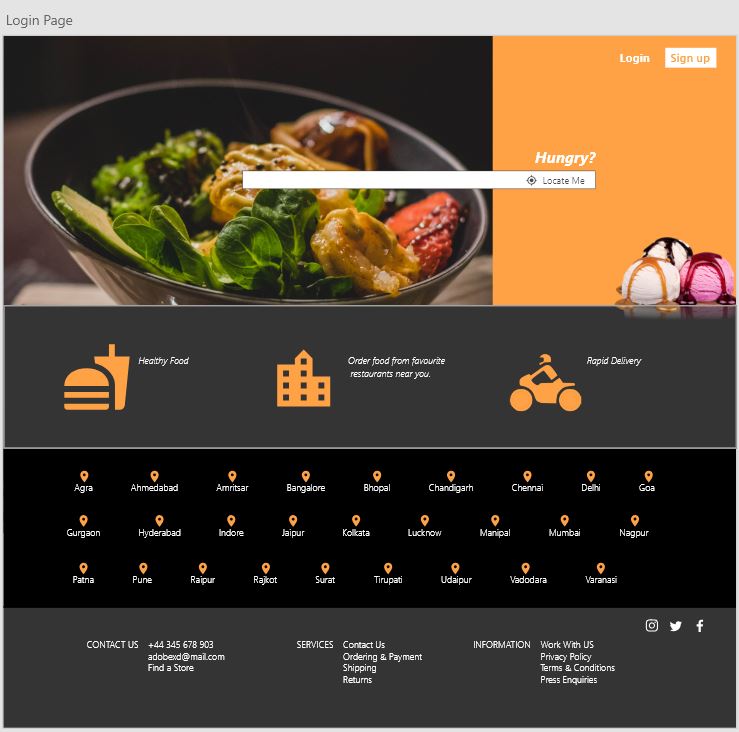 Login Page
Login Sign up
Hungry?
Locate Me
Healthy Food
Order food from favourite
restaurants near you.
Rapid Delivery
Agra Ahmedabad Amritsar Bangalore Bhopal Chandigarh Chennai Delhi Goa
Gurgaon Hyderabad Indore Jaipur Kolkata Lucknow Manipal Mumbai Nagpur
Patna Pune Raipur Rajkot Surat Tirupati Udaipur Vadodara Varanasi
CONTACT US +44 345 678 903
adobexd@mail.com
Find a Store
SERVICES Contact Us
Ordering & Payment
Shipping
Returns
INFORMATION Work With US
Privacy Policy
Terms & Conditions
Press Enquiries